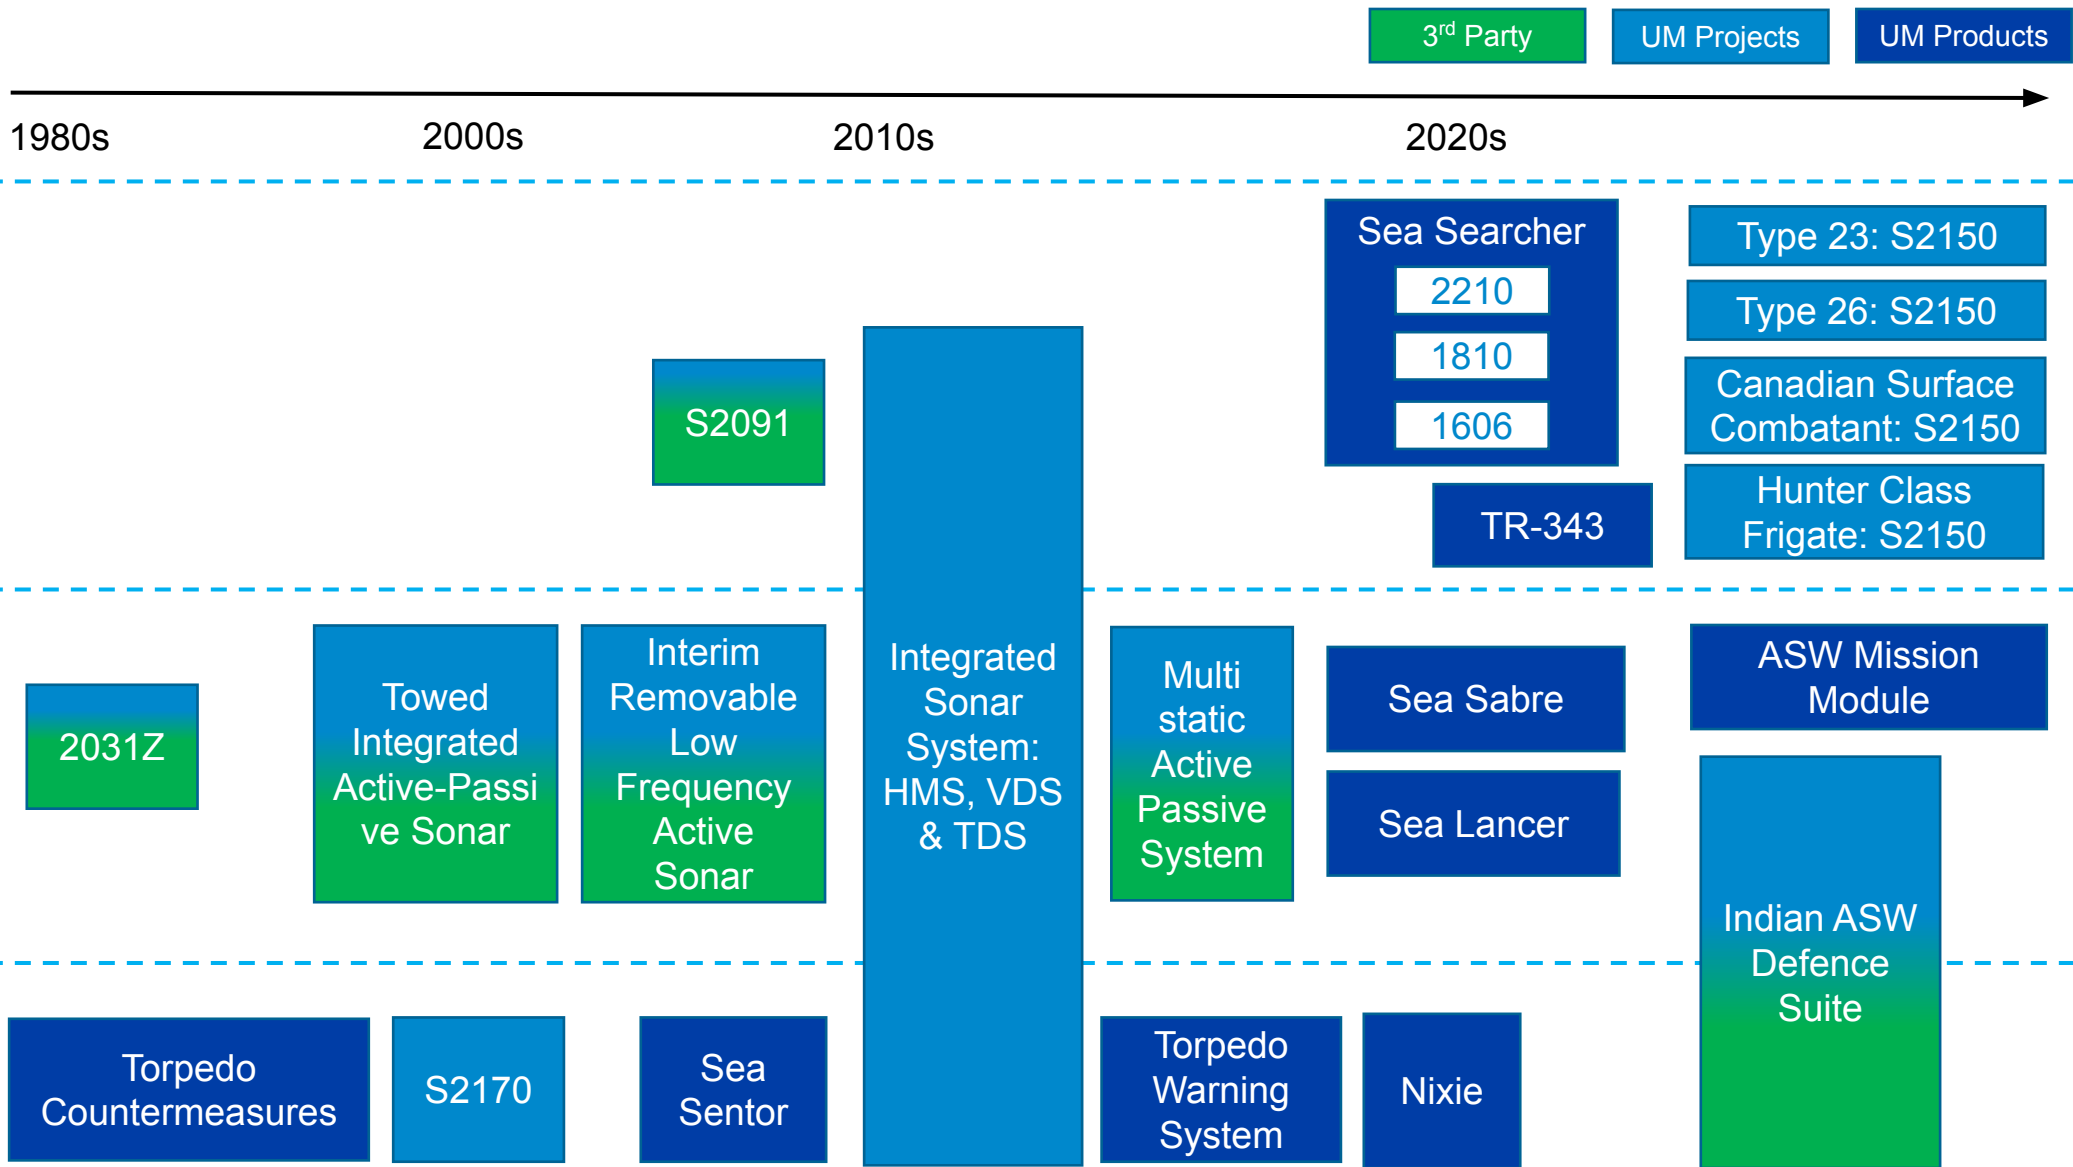 3rd Party
UM Projects
UM Products
1980s
2000s
2010s
2020s
Sea Searcher
2210
1810
1606
Type 23: S2150
Type 26: S2150
Canadian Surface
Combatant: S2150
Hunter Class
Frigate: S2150
S2091
TR-343
2031Z
Towed
Integrated
Active-Passi
ve Sonar
Interim
Removable
Low
Frequency
Active
Sonar
Integrated
Sonar
System:
HMS, VDS
& TDS
Multi
static
Active
Passive
System
Sea Sabre
Sea Lancer
ASW Mission
Module
Indian ASW
Defence
Suite
Torpedo
Countermeasures
S2170
Sea
Sentor
Torpedo
Warning
System
Nixie